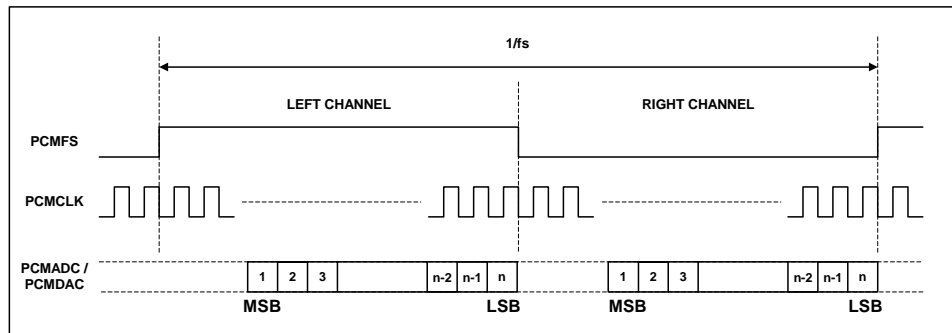 1/fs
LEFT CHANNEL RIGHT CHANNEL
PCMFS
PCMCLK
PCMADC /
PCMDAC
1 2 3 n-2 n-1 n 1 2 3 n-2 n-1 n
MSB LSB MSB LSB